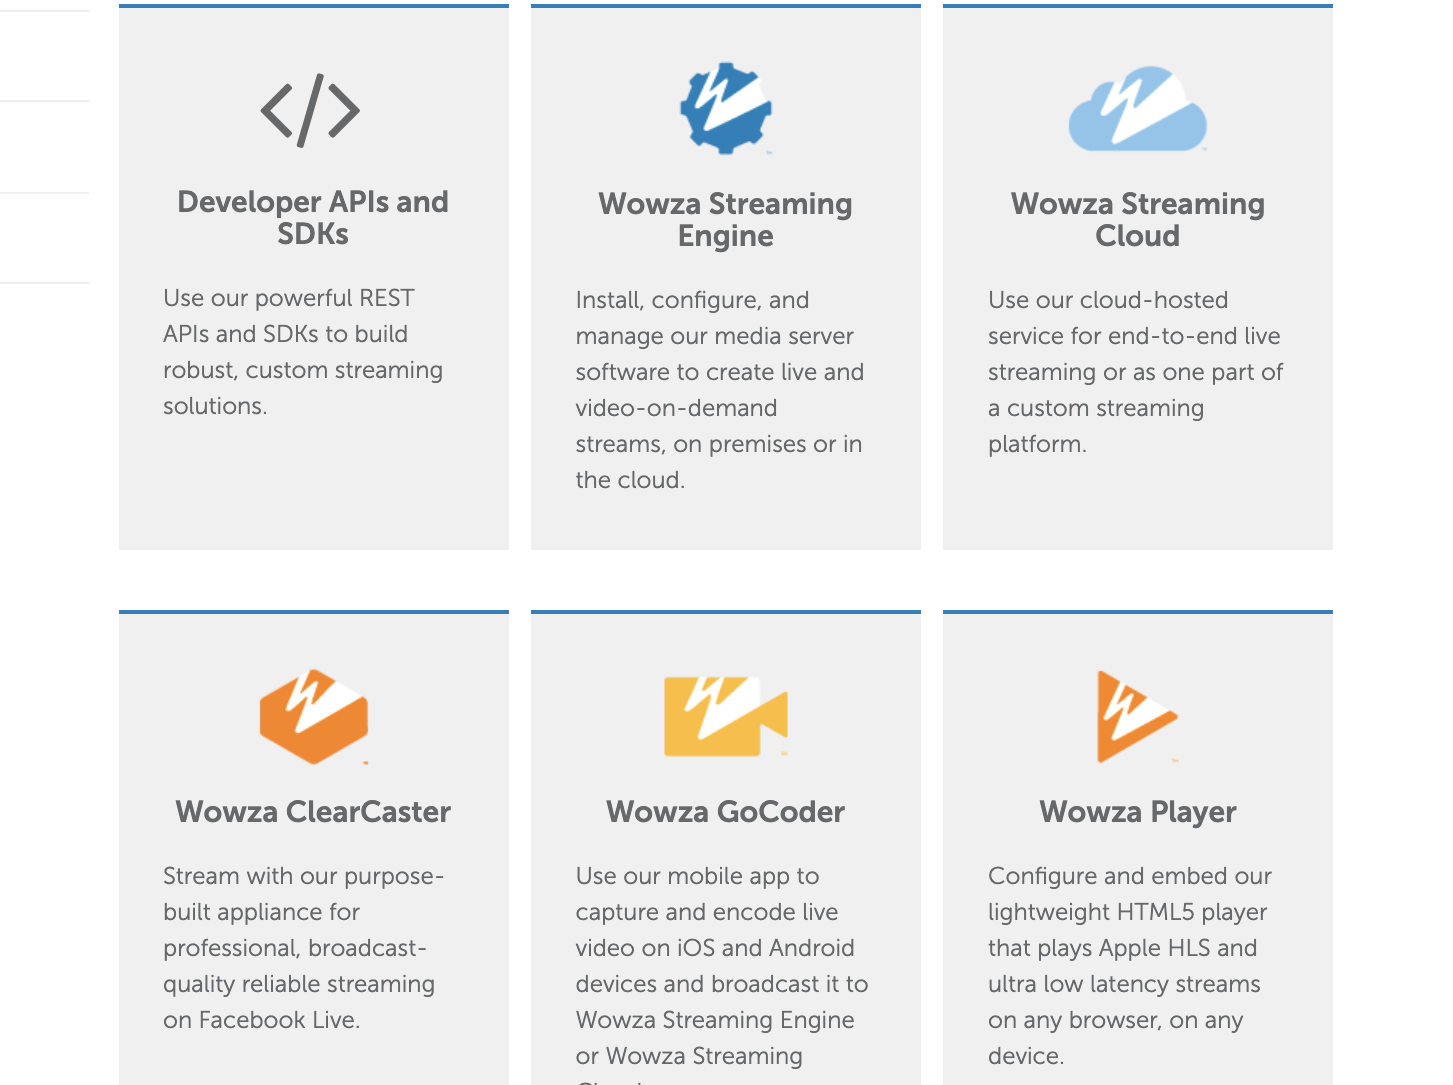 Developer APIs and
SDKs
Use our powerful REST
APIs and SDKs to build
robust, custom streaming
solutions.
Wowza Streaming
Engine
Install, configure, and
manage our media server
software to create live and
video-on-demand
streams, on premises or in
the cloud.
Wowza Streaming
Cloud
Use our cloud-hosted
service for end-to-end live
streaming or as one part of
a custom streaming
platform.
Wowza ClearCaster
Stream with our purpose-
built appliance for
professional, broadcast-
quality reliable streaming
on Facebook Live.
Wowza GoCoder
Use our mobile app to
capture and encode live
video on iOS and Android
devices and broadcast it to
Wowza Streaming Engine
or Wowza Streaming
Wowza Player
Configure and embed our
lightweight HTML5 player
that plays Apple HLS and
ultra low latency streams
on any browser, on any
device.